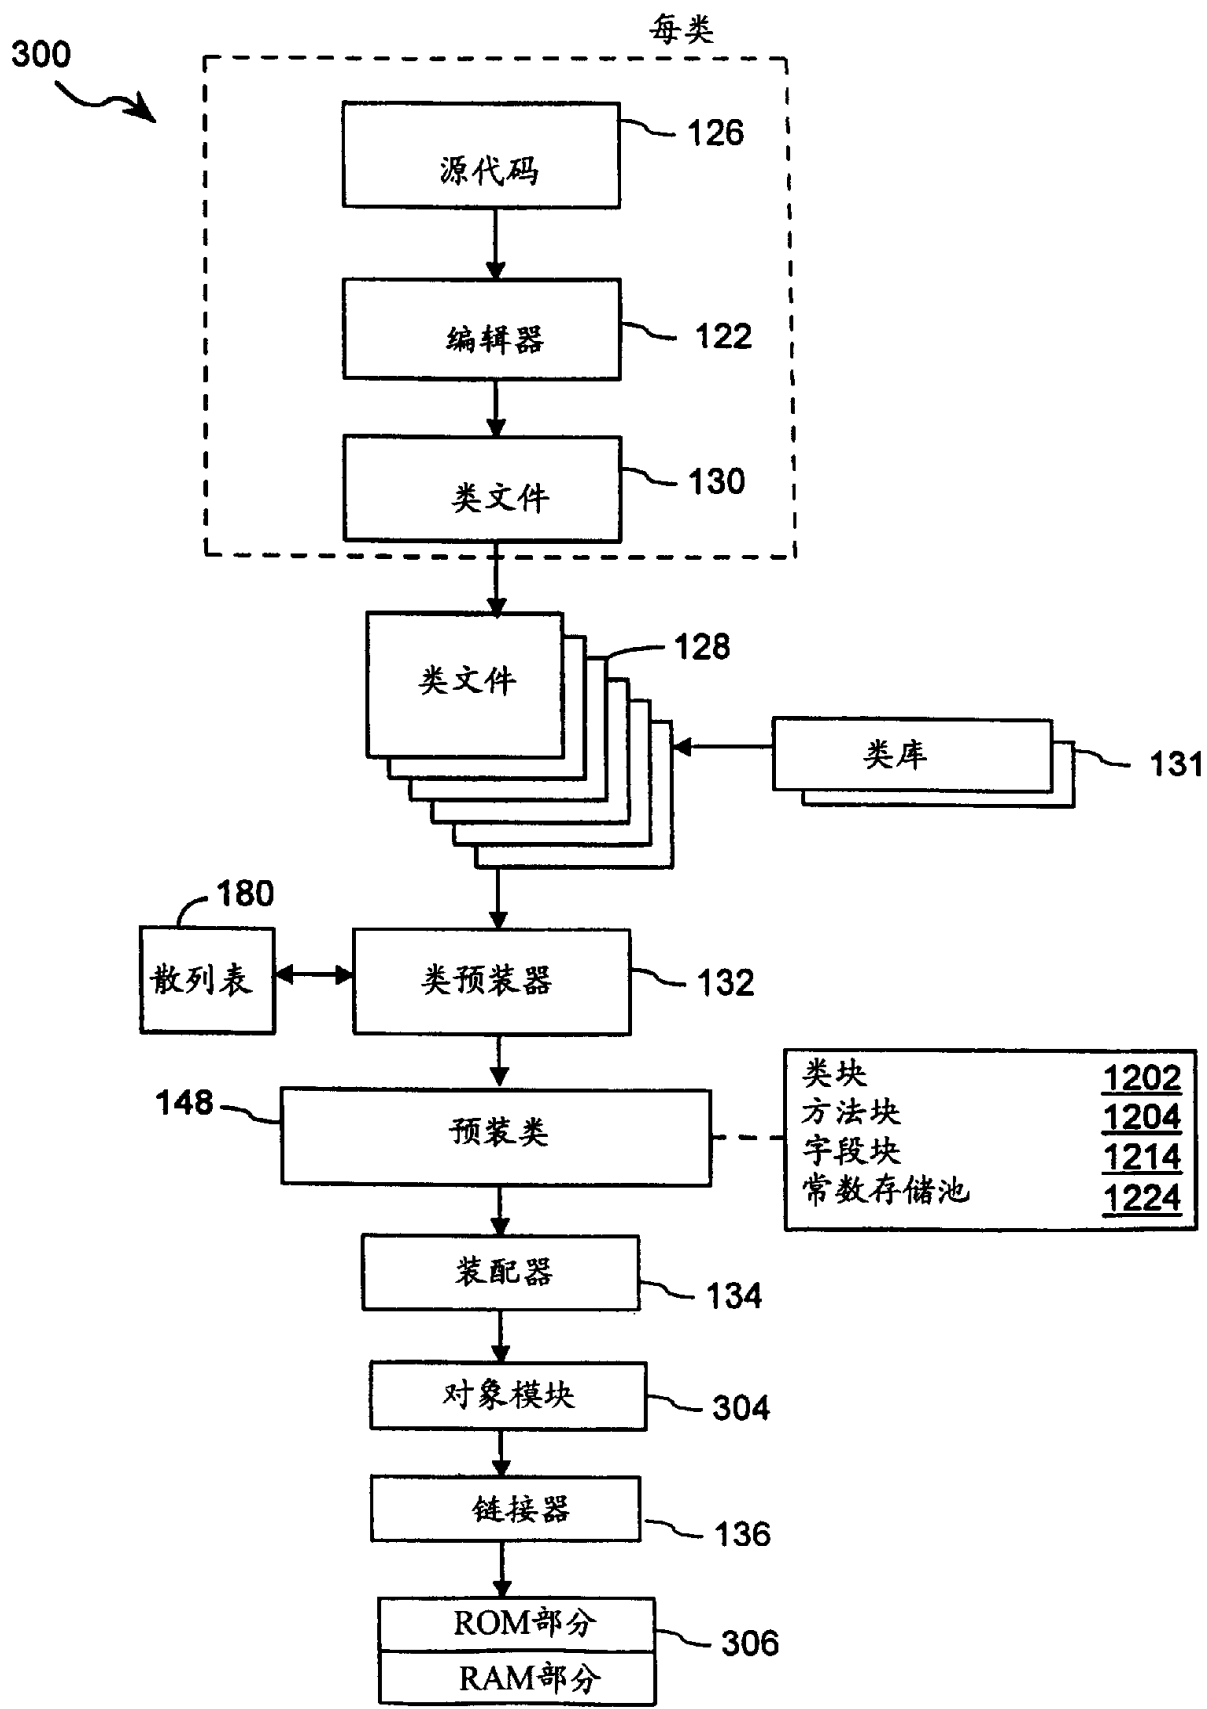 每类
300
126
源代码
编辑器
122
类文件
130
128
类文件
类库
131
180
散列表
类预装器
132
148
预装类
类块 1202
方法块 1204
字段块 1214
常数存储池 1224
装配器
134
对象模块
304
链接器
136
ROM部分
306
RAM部分